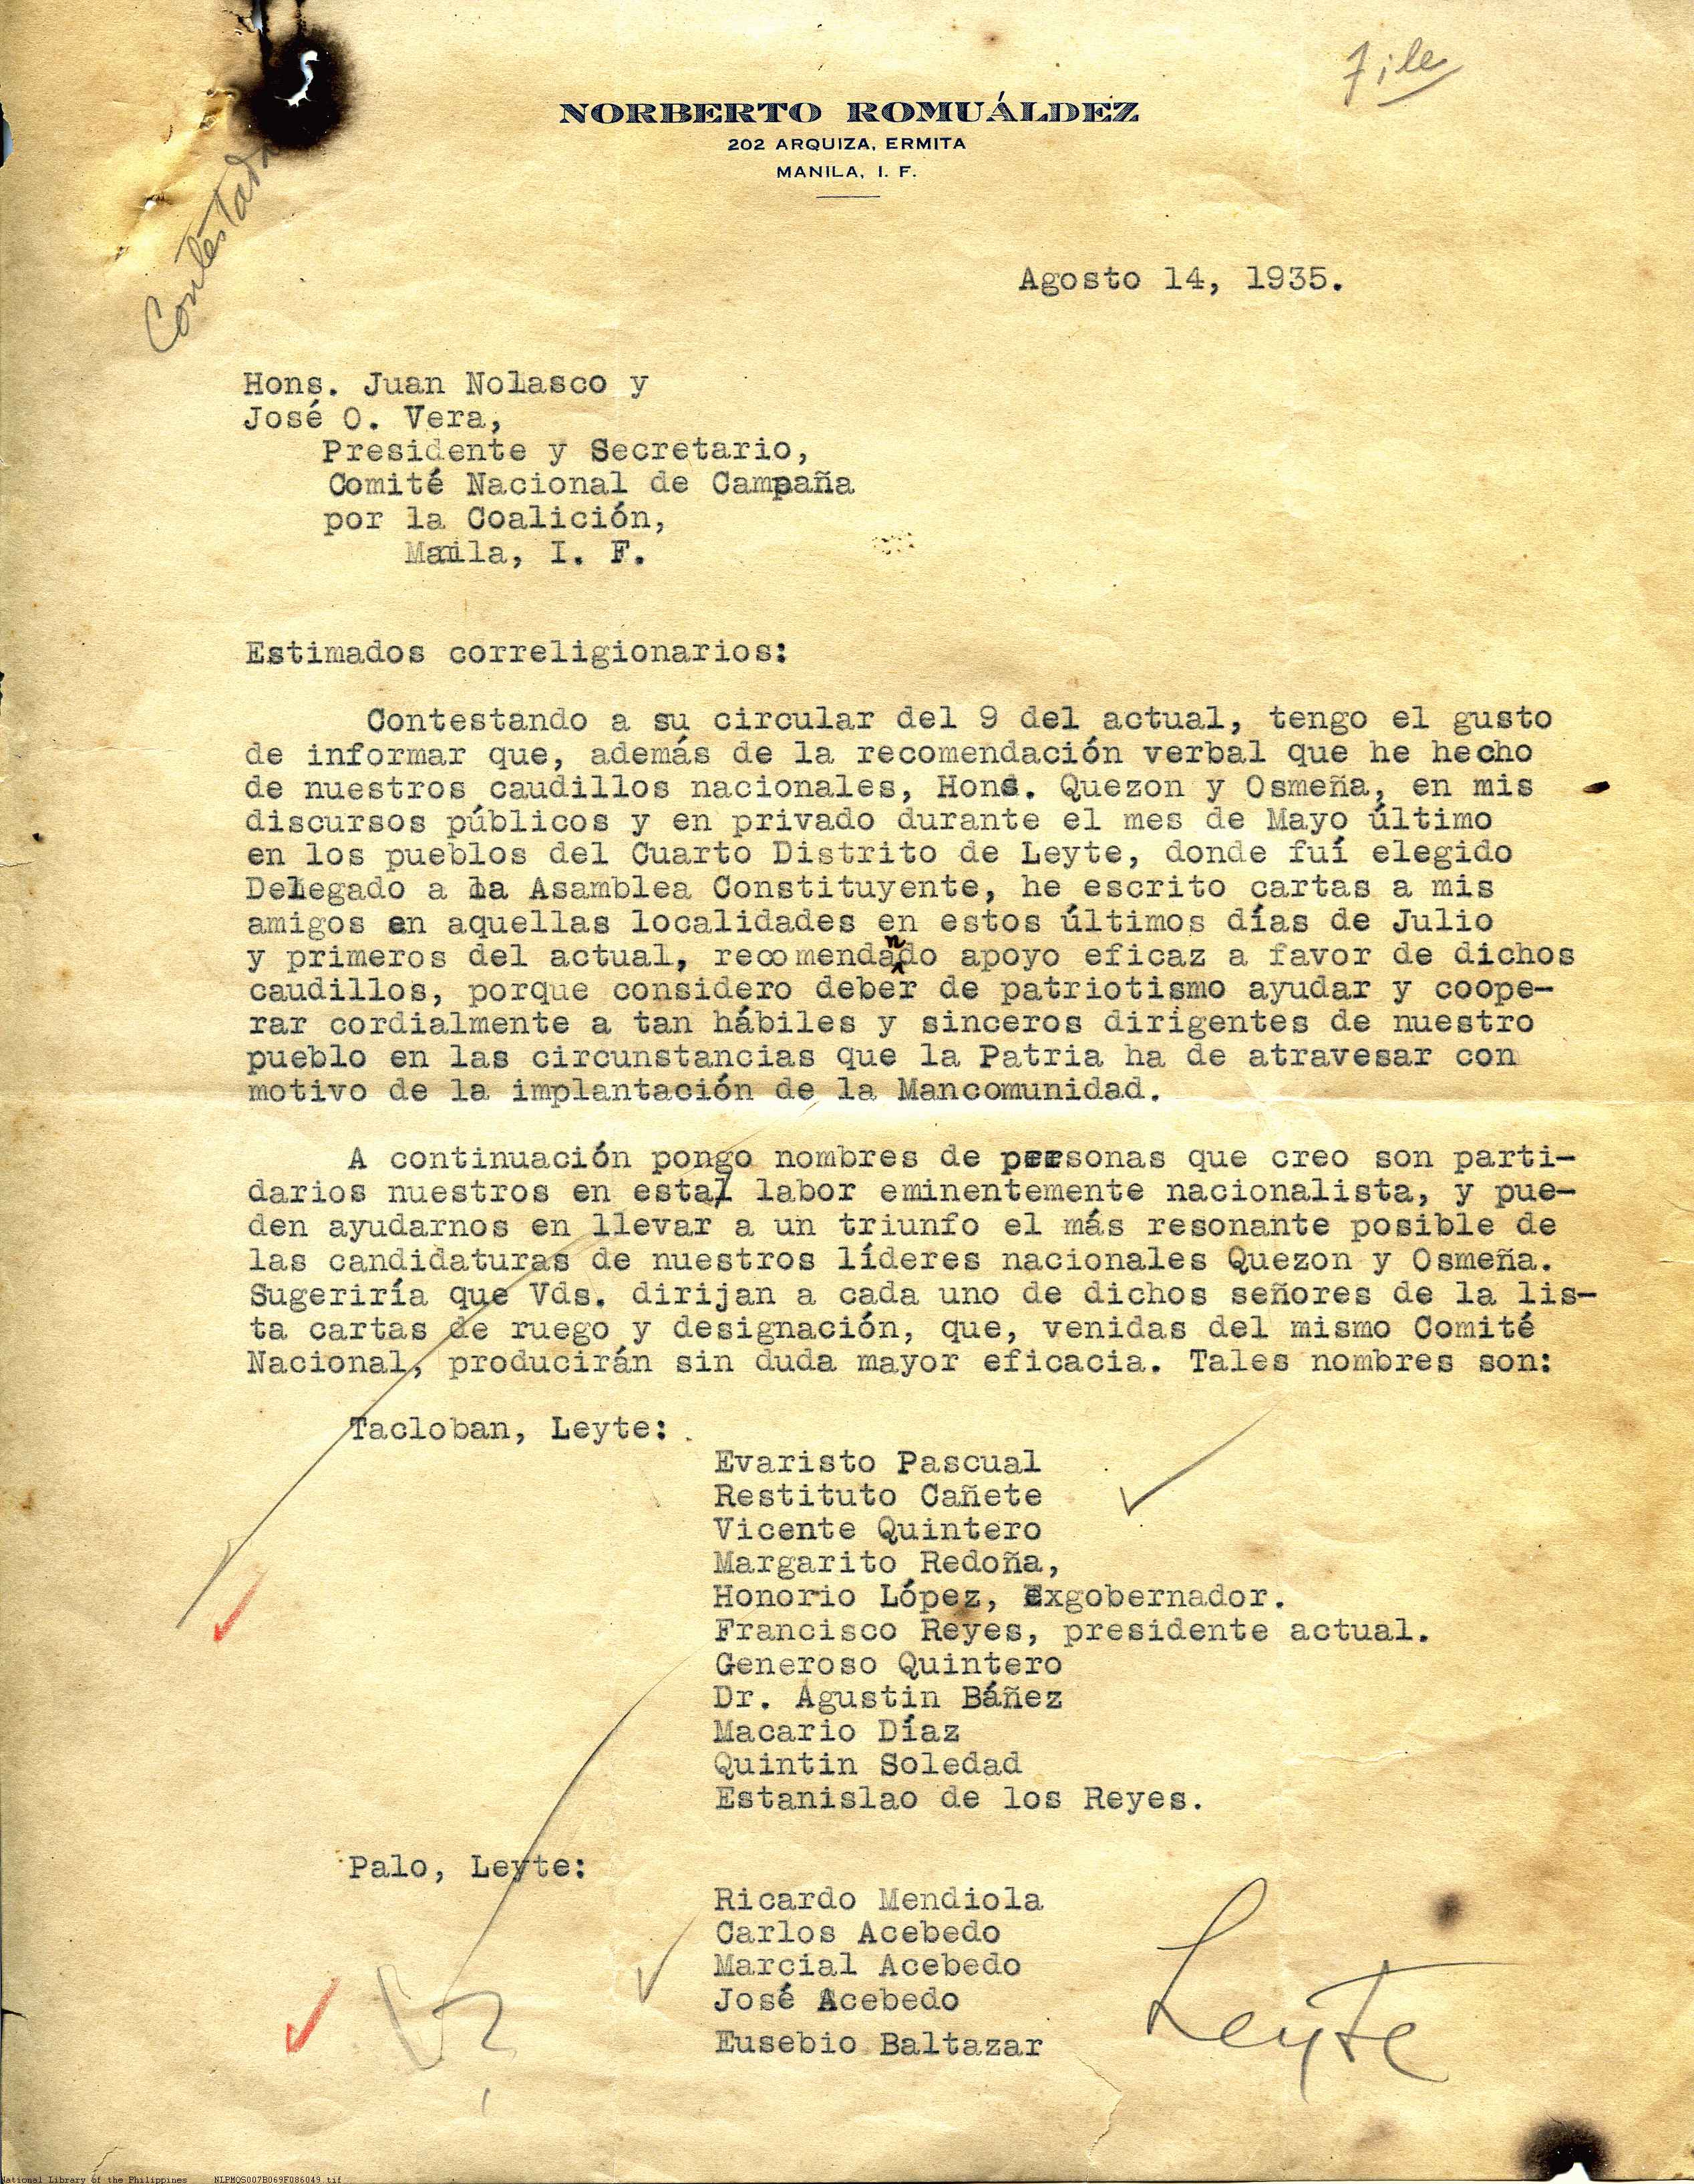 File
NORBERTO ROMUÁLDEZ
202 ARQUIZA, ERMITA
MANILA, I. F.
Contestada
Agosto 14, 1935.
Hons. Juan Nolasco y
José O. Vera,
Presidente y Secretario,
Comité Nacional de Campaña
por la Coalición,
Manila, I. F.
Estimados correligionarios:
Contestando a su circular del 9 del actual, tengo el gusto
de informar que, además de la recomendación verbal que he hecho
de nuestros caudillos nacionales, Hons. Quezon y Osmeña, en mis
discursos públicos y en privado durante el mes de Mayo último
en los pueblos del Cuarto Distrito de Leyte, donde fuí elegido
Delegado a la Asamblea Constituyente, he escrito cartas a mis
amigos en aquellas localidades en estos últimos días de Julio
y primeros del actual, recomendando apoyo eficaz a favor de dichos
caudillos, porque considero deber de patriotismo ayudar y coope-
rar cordialmente a tan hábiles y sinceros dirigentes de nuestro
pueblo en las circunstancias que la Patria ha de atravesar con
motivo de la implantación de la Mancomunidad.
A continuación pongo nombres de personas que creo son parti-
darios nuestros en esta labor eminentemente nacionalista, y pue-
den ayudarnos en llevar a un triunfo el más resonante posible de
las candidaturas de nuestros líderes nacionales Quezon y Osmeña.
Sugeriría que Vds. dirijan a cada uno de dichos señores de la lis-
ta cartas de ruego y designación, que, venidas del mismo Comité
Nacional, producirán sin duda mayor eficacia. Tales nombres son:
Tacloban, Leyte:
Evaristo Pascual
Restituto Cañete
Vicente Quintero
Margarito Redoña,
Honorio López, Exgobernador.
Francisco Reyes, presidente actual.
Generoso Quintero
Dr. Agustin Báñez
Macario Díaz
Quintin Soledad
Estanislao de los Reyes.
Palo, Leyte:
Ricardo Mendiola
Carlos Acebedo
Marcial Acebedo
José Acebedo
Eusebio Baltazar
Leyte
National Library of the Philippines NLPMQS007B069F086049.tif